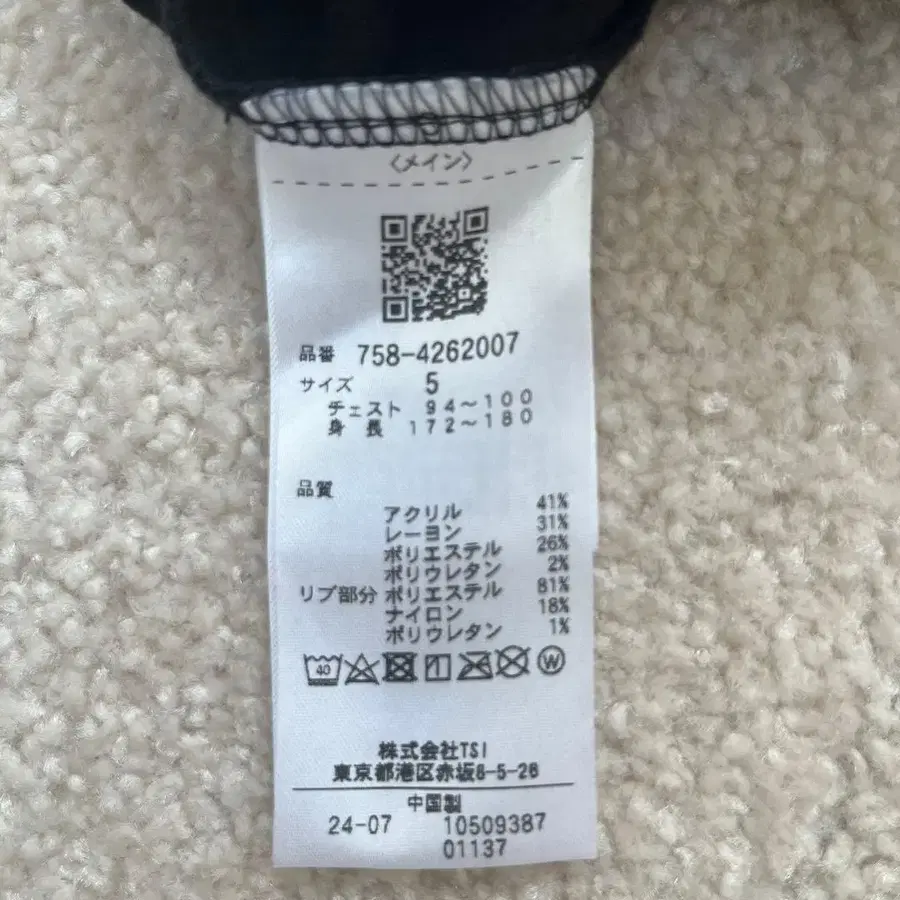 〈メイン〉
品番 758-4262007
サイズ 5
チェスト 94～100
身長 172～180
品質
アクリル 41%
レーヨン 31%
ポリエステル 26%
ポリウレタン 2%
リブ部分 ポリエステル 81%
ナイロン 18%
ポリウレタン 1%
40 W
株式会社TSI
東京都港区赤坂8-5-26
中国製
24-07 10509387
01137